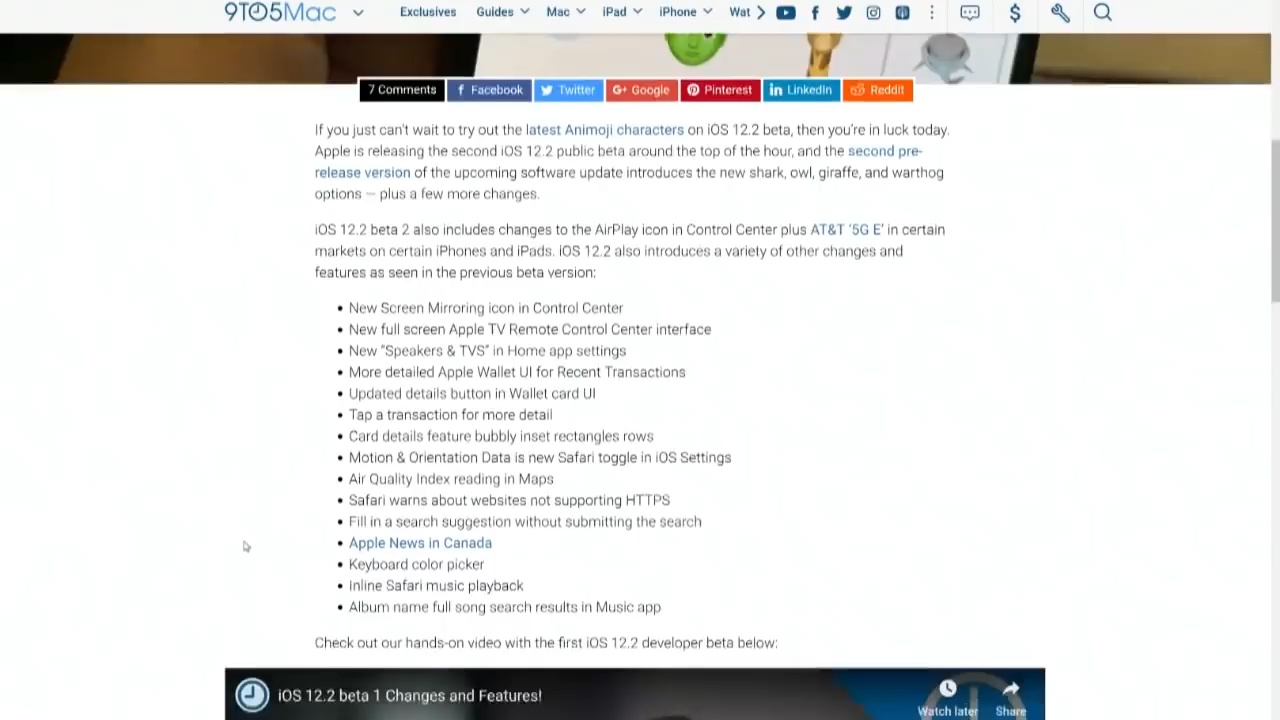 9TO5Mac
Exclusives Guides Mac iPad iPhone Wat
7 Comments Facebook Twitter G+ Google Pinterest in LinkedIn Reddit
If you just can't wait to try out the latest Animoji characters on iOS 12.2 beta, then you're in luck today.
Apple is releasing the second iOS 12.2 public beta around the top of the hour, and the second pre-
release version of the upcoming software update introduces the new shark, owl, giraffe, and warthog
options — plus a few more changes.
iOS 12.2 beta 2 also includes changes to the AirPlay icon in Control Center plus AT&T '5G E' in certain
markets on certain iPhones and iPads. iOS 12.2 also introduces a variety of other changes and
features as seen in the previous beta version:
• New Screen Mirroring icon in Control Center
• New full screen Apple TV Remote Control Center interface
• New "Speakers & TVS" in Home app settings
• More detailed Apple Wallet UI for Recent Transactions
• Updated details button in Wallet card UI
• Tap a transaction for more detail
• Card details feature bubbly inset rectangles rows
• Motion & Orientation Data is new Safari toggle in iOS Settings
• Air Quality Index reading in Maps
• Safari warns about websites not supporting HTTPS
• Fill in a search suggestion without submitting the search
• Apple News in Canada
• Keyboard color picker
• Inline Safari music playback
• Album name full song search results in Music app
Check out our hands-on video with the first iOS 12.2 developer beta below:
iOS 12.2 beta 1 Changes and Features!
Watch later Share